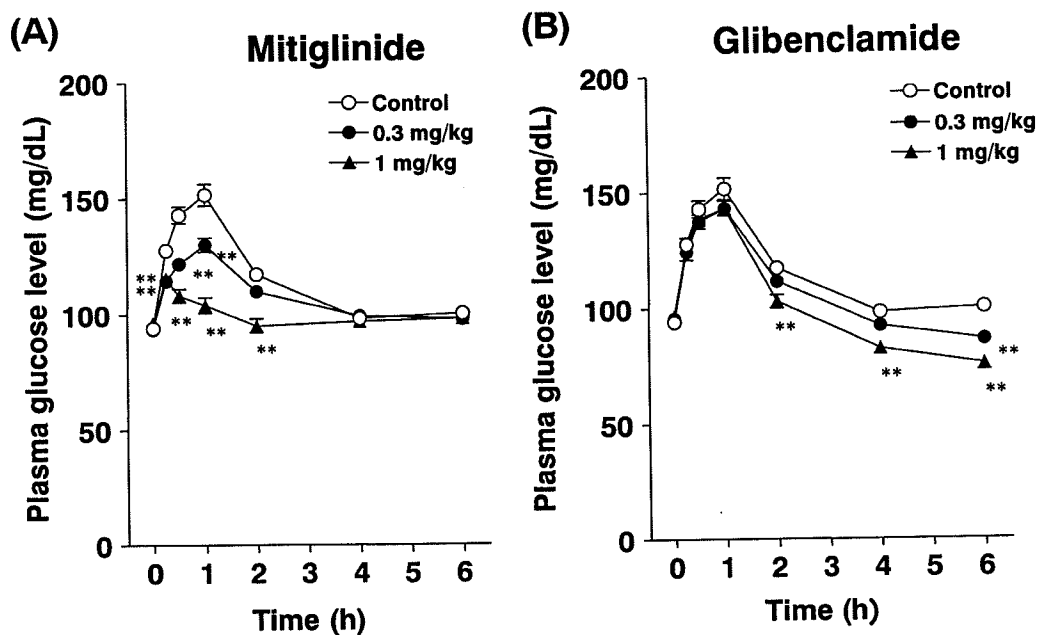 (A)
Mitiglinide
200
150
100
50
0
Plasma glucose level (mg/dL)
Control
0.3 mg/kg
1 mg/kg
**
**
**
**
**
**
**
0 1 2 3 4 5 6
Time (h)
(B)
Glibenclamide
200
150
100
50
0
Plasma glucose level (mg/dL)
Control
0.3 mg/kg
1 mg/kg
**
**
**
**
0 1 2 3 4 5 6
Time (h)